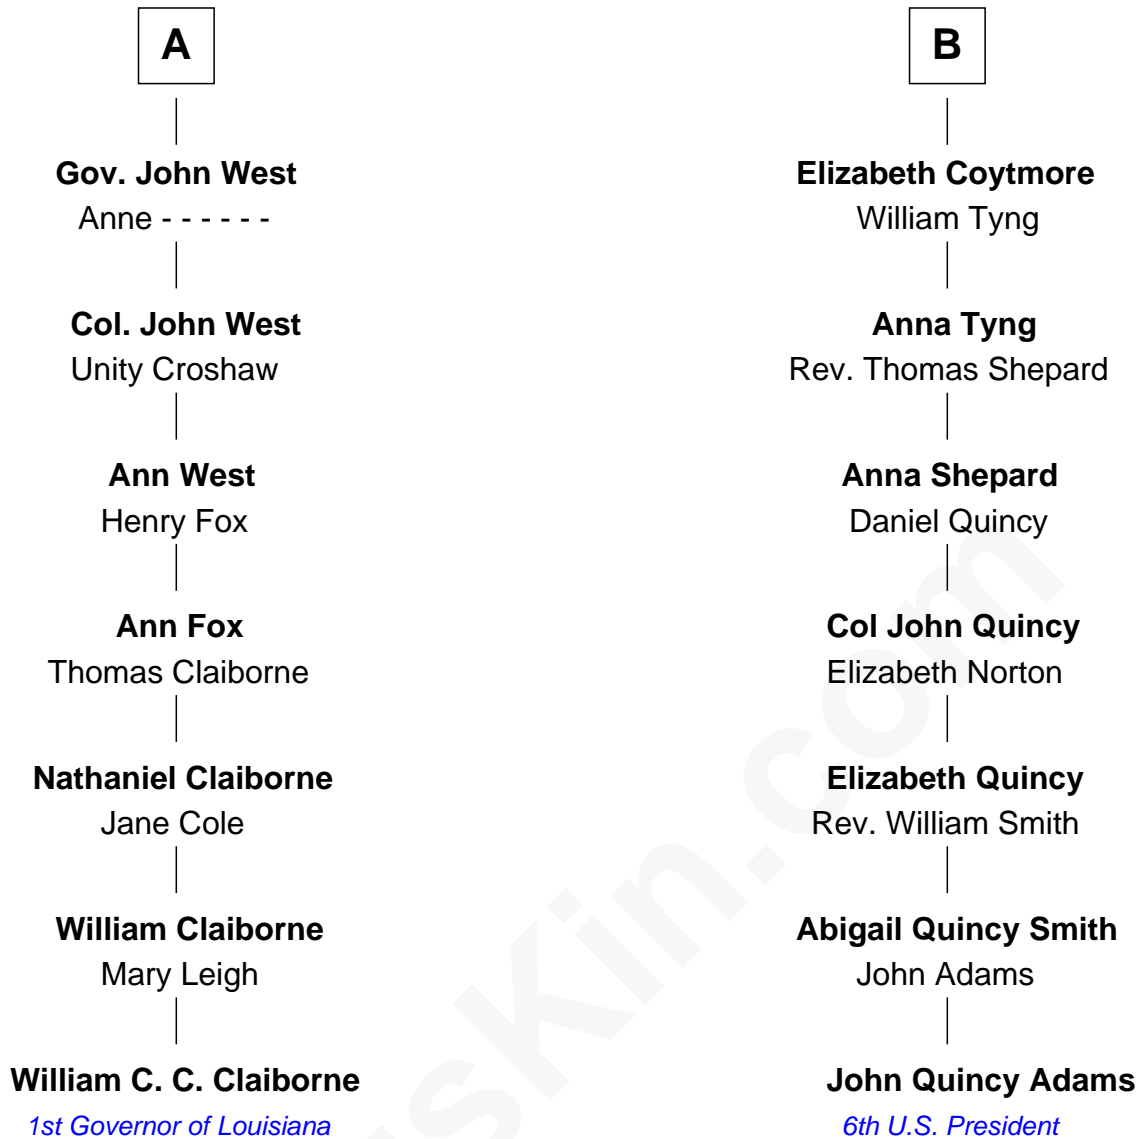 A
Gov. John West
Anne - - - - - -
Col. John West
Unity Croshaw
Ann West
Henry Fox
Ann Fox
Thomas Claiborne
Nathaniel Claiborne
Jane Cole
William Claiborne
Mary Leigh
William C. C. Claiborne
1st Governor of Louisiana
B
Elizabeth Coytmore
William Tyng
Anna Tyng
Rev. Thomas Shepard
Anna Shepard
Daniel Quincy
Col John Quincy
Elizabeth Norton
Elizabeth Quincy
Rev. William Smith
Abigail Quincy Smith
John Adams
John Quincy Adams
6th U.S. President